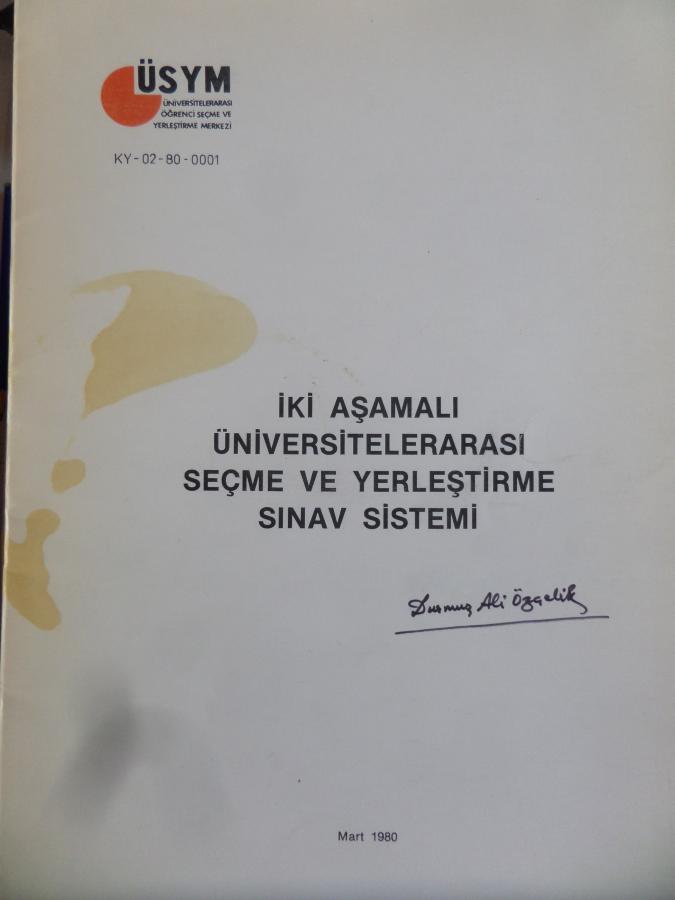 ÜSYM
ÜNİVERSİTELERARASI
ÖĞRENCİ SEÇME VE
YERLEŞTİRME MERKEZİ
KY-02-80-0001
İKİ AŞAMALI
ÜNİVERSİTELERARASI
SEÇME VE YERLEŞTİRME
SINAV SİSTEMİ
Durmuş Ali Özçelik
Mart 1980